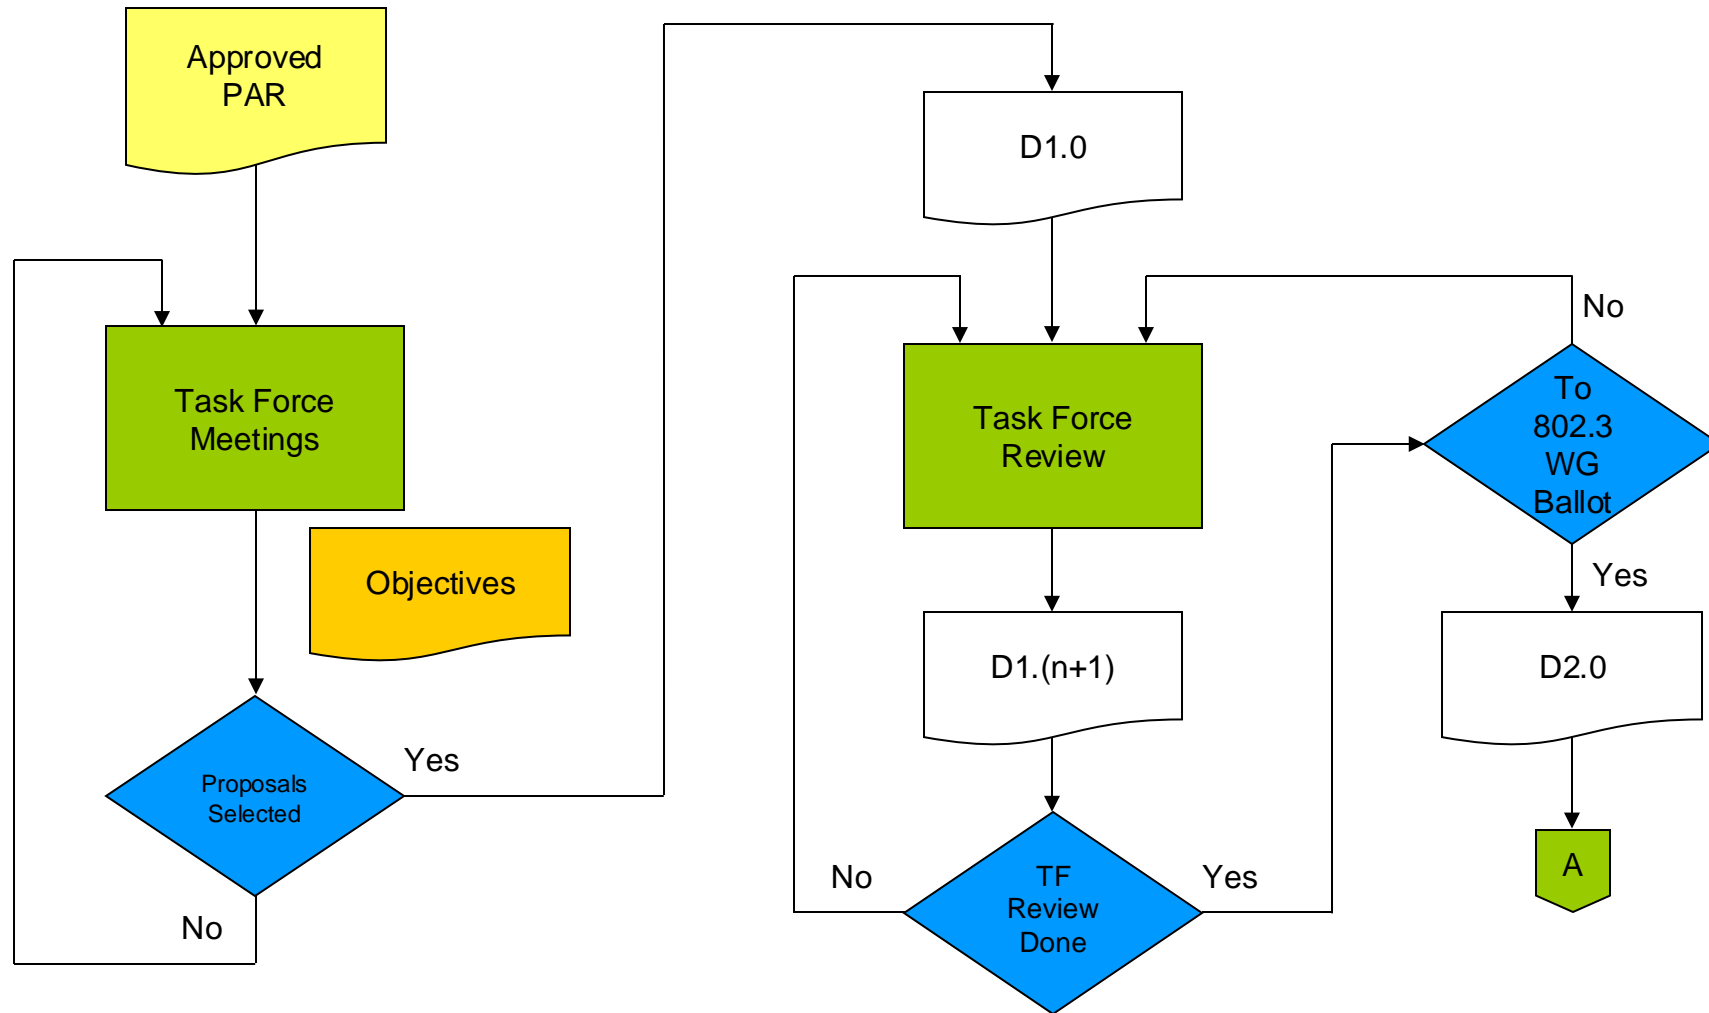 Approved
PAR
Task Force
Meetings
Objectives
Proposals
Selected
Yes
No
D1.0
Task Force
Review
D1.(n+1)
TF
Review
Done
No
Yes
To
802.3
WG
Ballot
No
Yes
D2.0
A